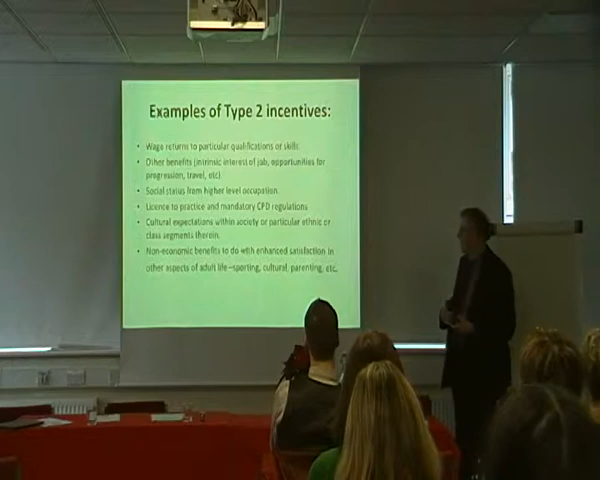 Examples of Type 2 incentives:
• Wage returns to particular qualifications or skills
• Other benefits (intrinsic interest of job, opportunities for
progression, travel, etc)
• Social status from higher level occupation
• Licence to practice and mandatory CPD regulations
• Cultural expectations within society or particular ethnic or
class segments therein.
• Non-economic benefits to do with enhanced satisfaction in
other aspects of adult life – sporting, cultural, parenting, etc.